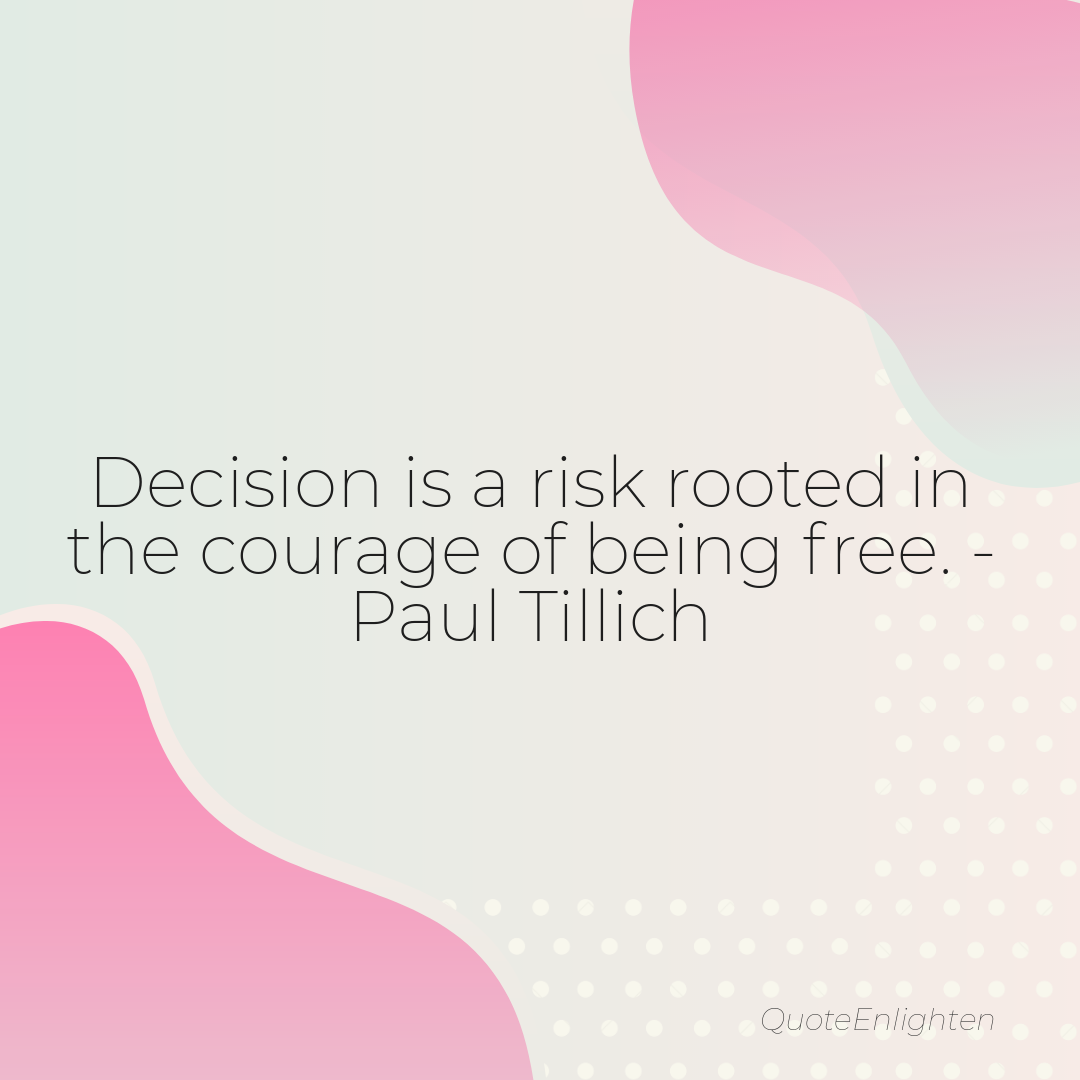 Decision is a risk rooted in
the courage of being free. -
Paul Tillich
QuoteEnlighten